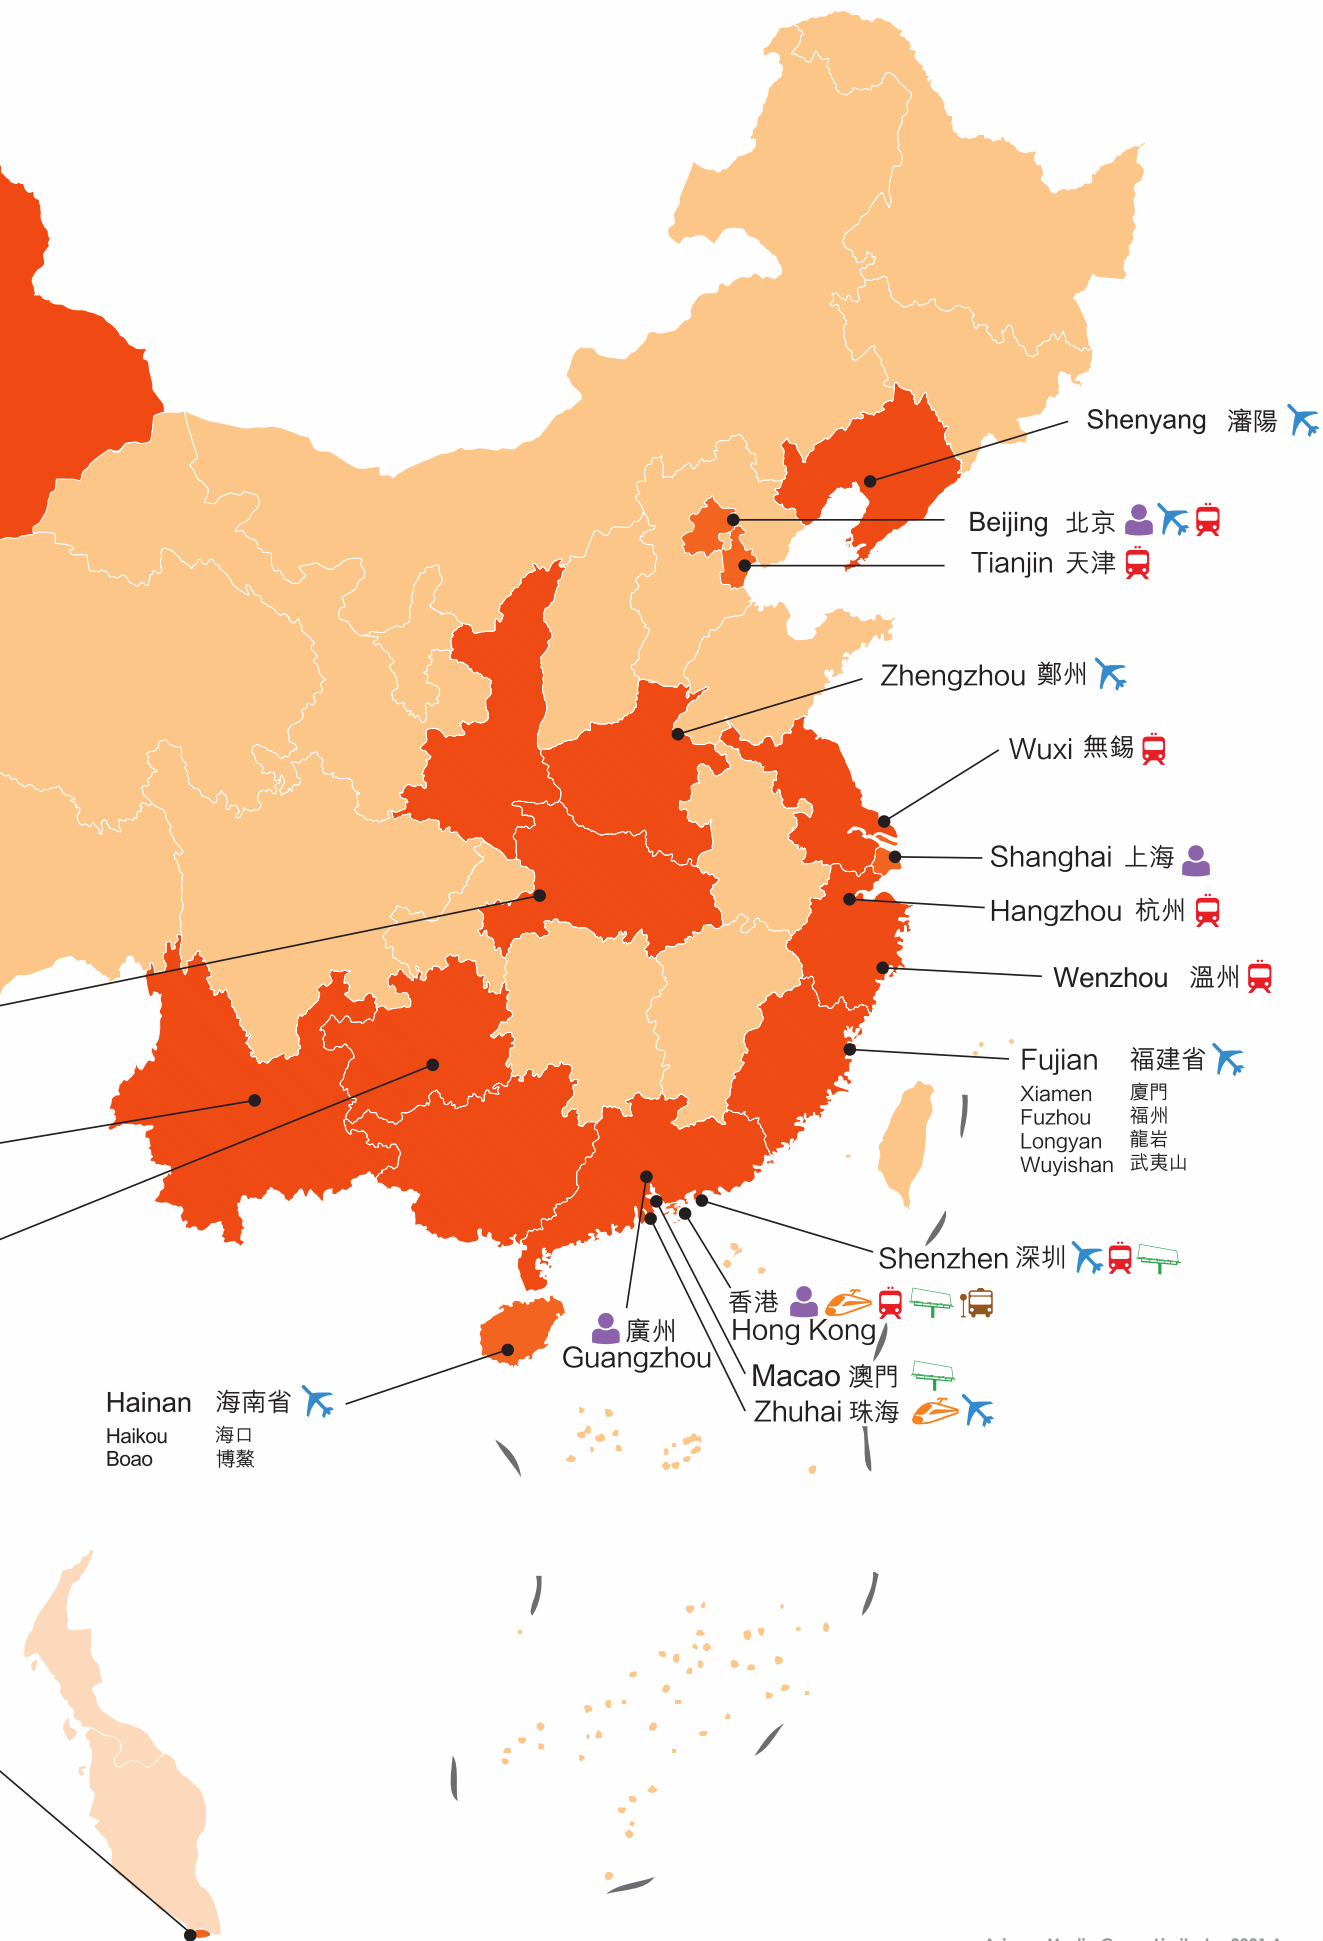 Shenyang 瀋陽
Beijing 北京
Tianjin 天津
Zhengzhou 鄭州
Wuxi 無錫
Shanghai 上海
Hangzhou 杭州
Wenzhou 溫州
Fujian 福建省
Xiamen 廈門
Fuzhou 福州
Longyan 龍岩
Wuyishan 武夷山
Shenzhen 深圳
香港
Hong Kong
廣州
Guangzhou
Macao 澳門
Zhuhai 珠海
Hainan 海南省
Haikou 海口
Boao 博鰲